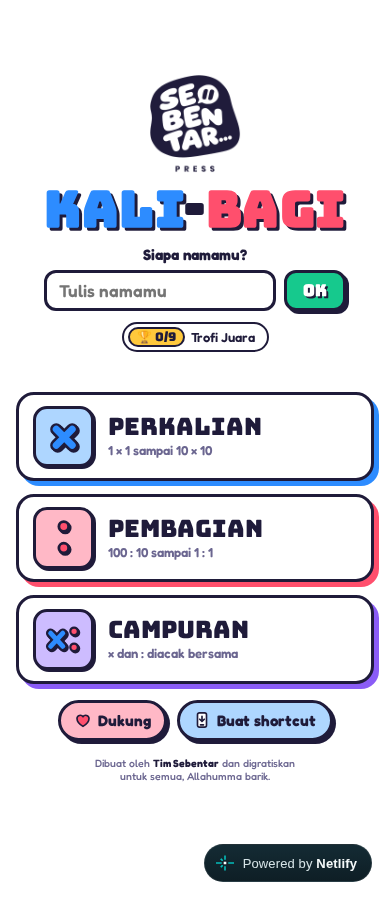 SE
BEN
TAR...
PRESS
KALI-BAGI
Siapa namamu?
Tulis namamu
OK
🏆 0/9 Trofi Juara
PERKALIAN
1 × 1 sampai 10 × 10
PEMBAGIAN
100 : 10 sampai 1 : 1
CAMPURAN
× dan : diacak bersama
Dukung
Buat shortcut
Dibuat oleh Tim Sebentar dan digratiskan
untuk semua, Allahumma barik.
Powered by Netlify